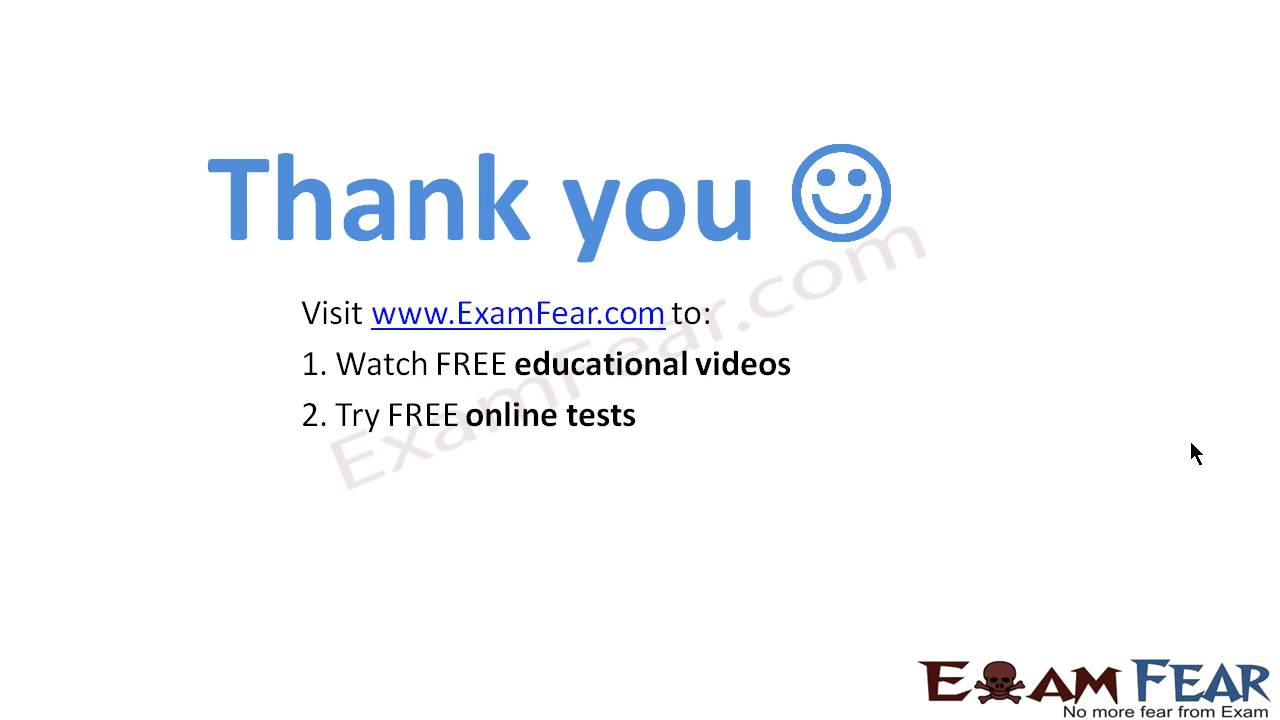 Thank you
Visit www.ExamFear.com to:
1. Watch FREE educational videos
2. Try FREE online tests
ExamFear.com
EXAM FEAR
No more fear from Exam